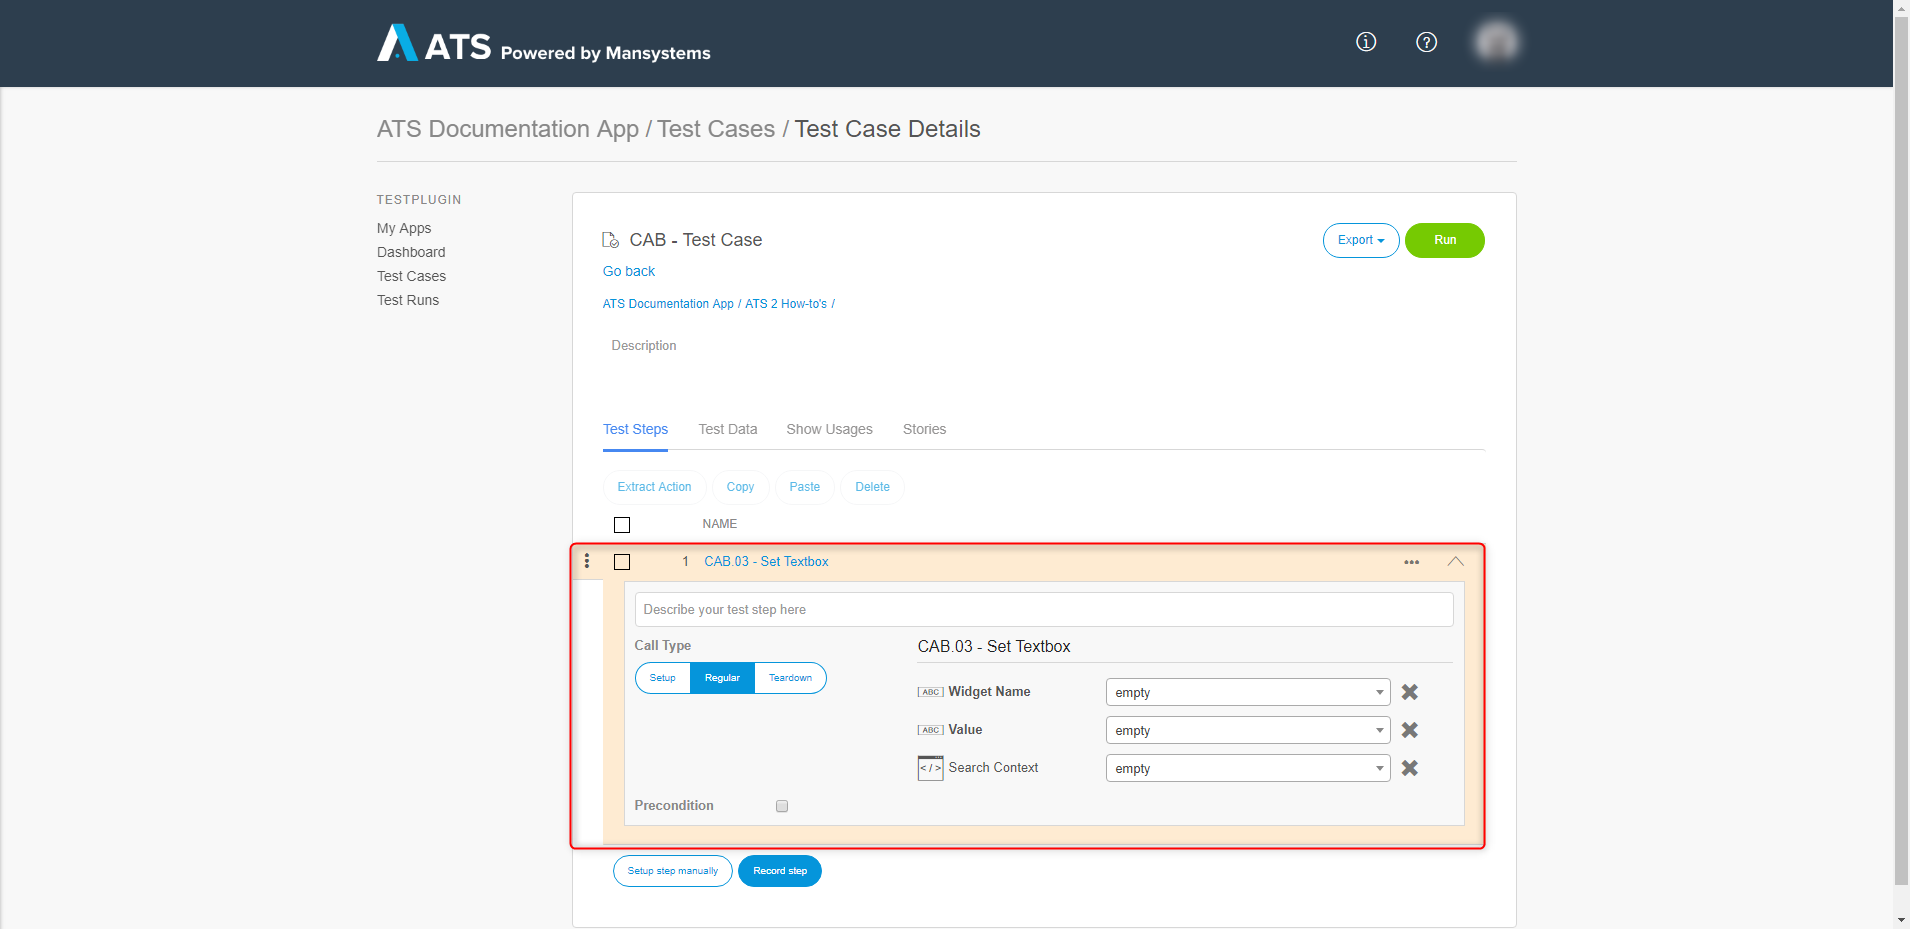 ATS Powered by Mansystems
ATS Documentation App / Test Cases / Test Case Details
TESTPLUGIN
My Apps
Dashboard
Test Cases
Test Runs
CAB - Test Case
Export
Run
Go back
ATS Documentation App / ATS 2 How-to's /
Description
Test Steps
Test Data
Show Usages
Stories
Extract Action
Copy
Paste
Delete
NAME
1 CAB.03 - Set Textbox
Describe your test step here
Call Type
Setup
Regular
Teardown
CAB.03 - Set Textbox
ABC Widget Name
empty
ABC Value
empty
</> Search Context
empty
Precondition
Setup step manually
Record step